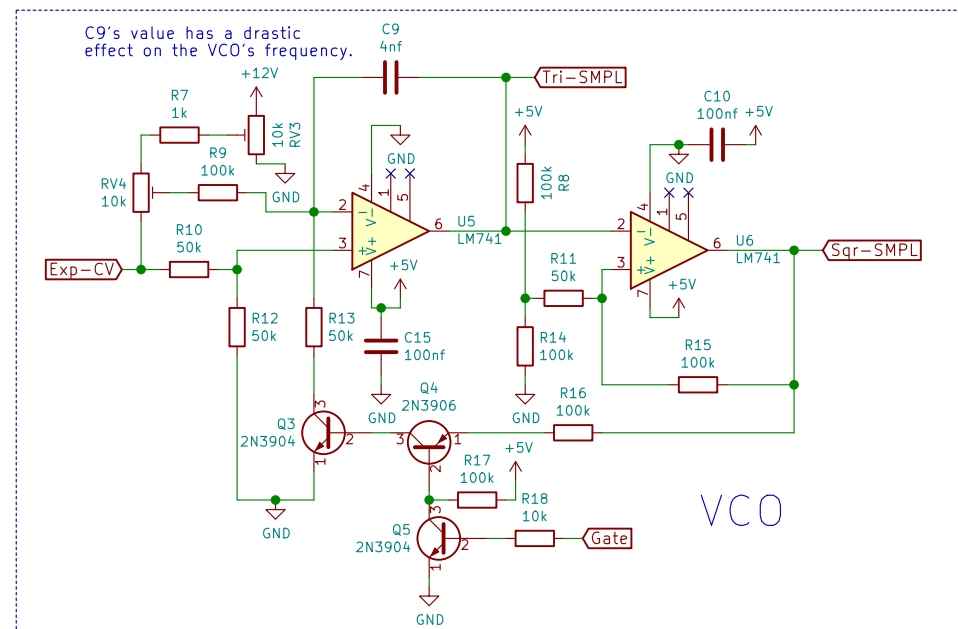 C9's value has a drastic
effect on the VCO's frequency.
C9
4nf
Tri-SMPL
+12V
R7
1k
10k
RV3
GND
R9
100k
RV4
10k
R10
50k
Exp-CV
GND
4
1
5
2
3
6
7
V-
V+
U5
LM741
+5V
C15
100nf
GND
R12
50k
R13
50k
+5V
100k
R8
R11
50k
R14
100k
GND
C10
100nf
+5V
GND
4
1
5
2
3
6
7
V-
V+
U6
LM741
+5V
Sqr-SMPL
R15
100k
R16
100k
Q3
2N3904
3
2
1
GND
Q4
2N3906
3
1
2
R17
100k
+5V
Q5
2N3904
3
2
1
R18
10k
Gate
GND
VCO